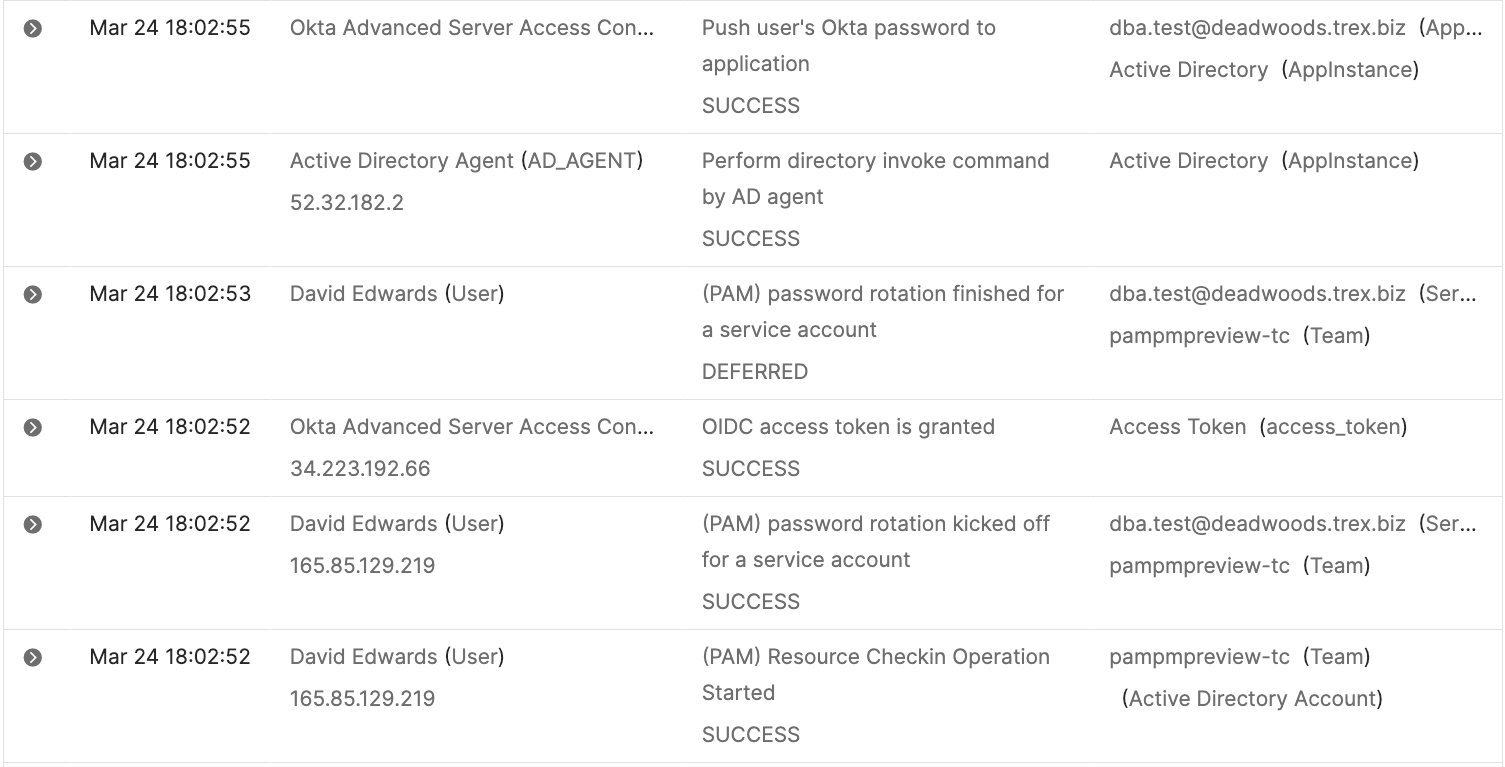 Mar 24 18:02:55 Okta Advanced Server Access Con... Push user's Okta password to dba.test@deadwoods.trex.biz (App...
application Active Directory (AppInstance)
SUCCESS
Mar 24 18:02:55 Active Directory Agent (AD_AGENT) Perform directory invoke command Active Directory (AppInstance)
52.32.182.2 by AD agent
SUCCESS
Mar 24 18:02:53 David Edwards (User) (PAM) password rotation finished for dba.test@deadwoods.trex.biz (Ser...
a service account pampmpreview-tc (Team)
DEFERRED
Mar 24 18:02:52 Okta Advanced Server Access Con... OIDC access token is granted Access Token (access_token)
34.223.192.66 SUCCESS
Mar 24 18:02:52 David Edwards (User) (PAM) password rotation kicked off dba.test@deadwoods.trex.biz (Ser...
165.85.129.219 for a service account pampmpreview-tc (Team)
SUCCESS
Mar 24 18:02:52 David Edwards (User) (PAM) Resource Checkin Operation pampmpreview-tc (Team)
165.85.129.219 Started (Active Directory Account)
SUCCESS